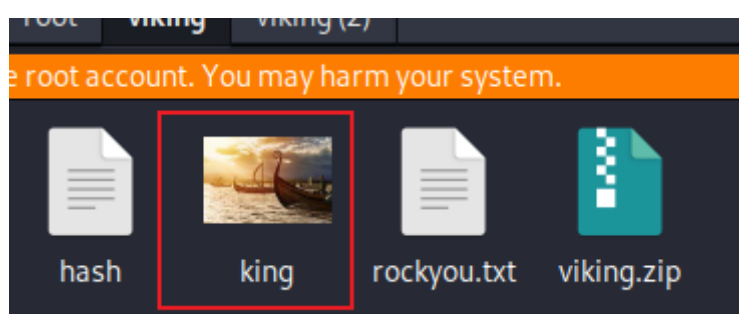 root viking viking (2)
e root account. You may harm your system.
hash king rockyou.txt viking.zip